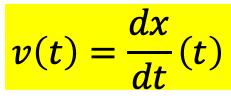 v(t) = dx/dt (t)